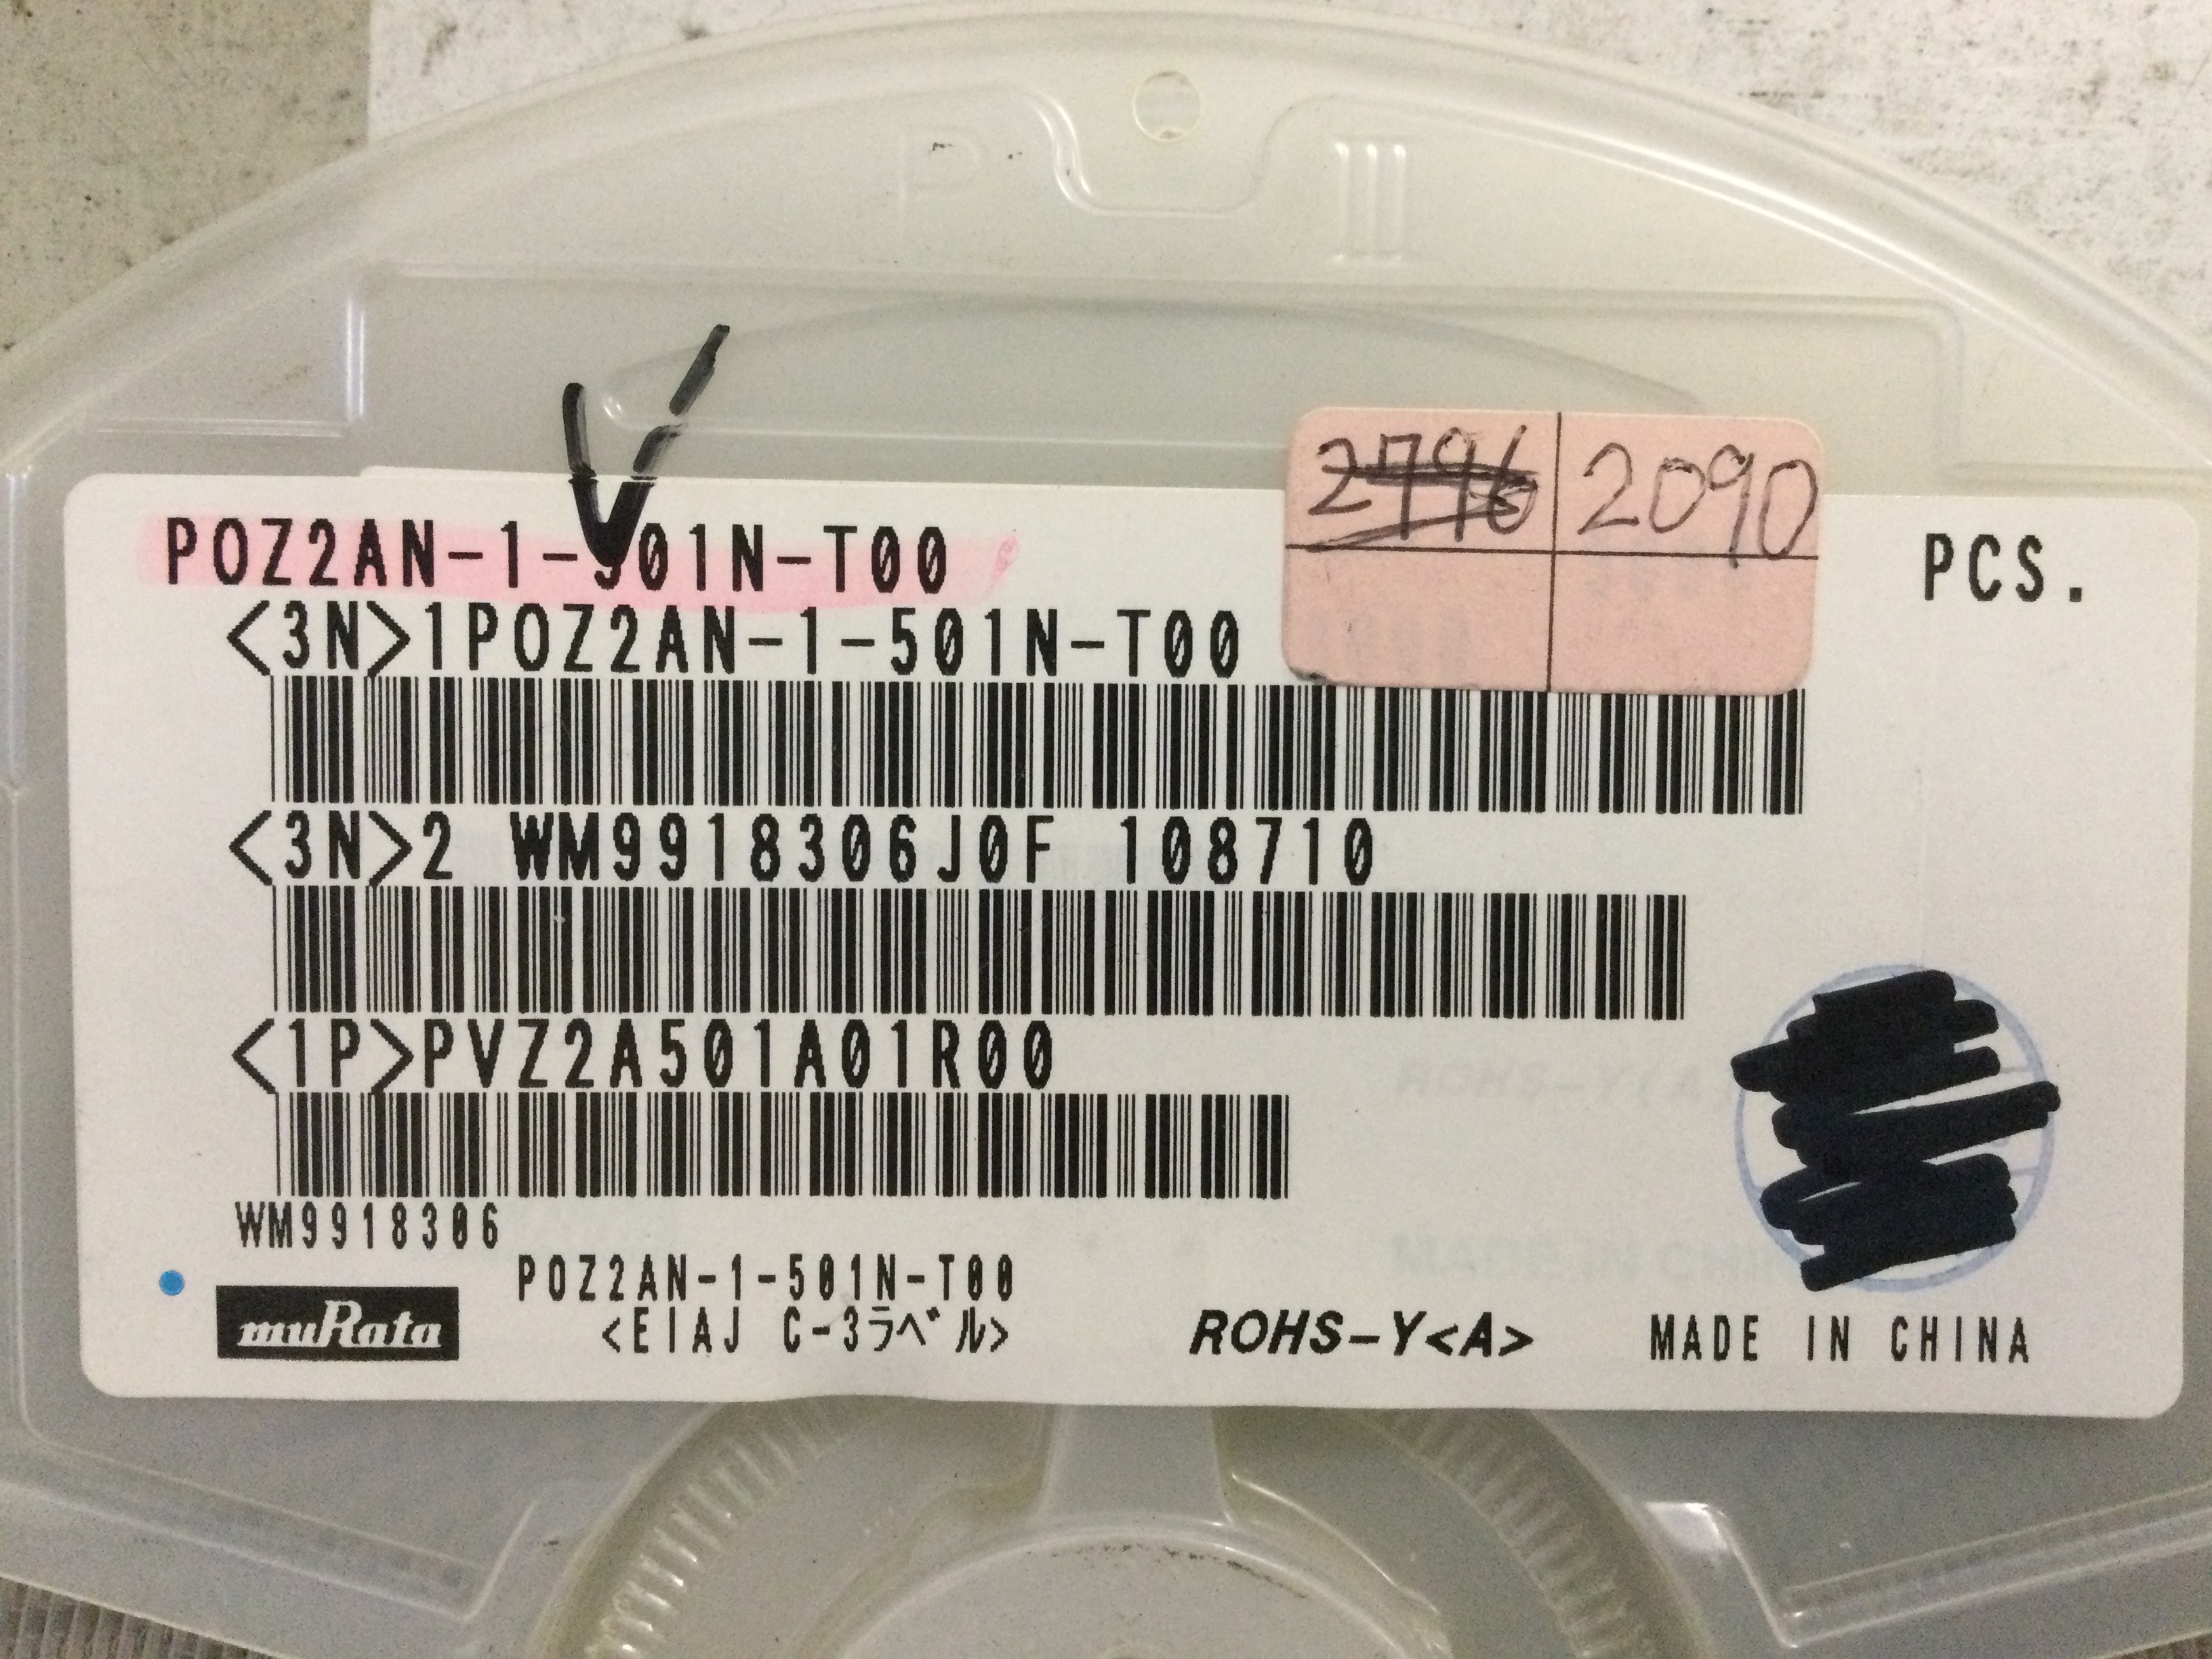 P III
2796 2090
POZ2AN-1-501N-T00 PCS.
<3N>1POZ2AN-1-501N-T00
<3N>2 WM9918306J0F 108710
<1P>PVZ2A501A01R00
WM9918306
POZ2AN-1-501N-T00
muRata <EIAJ C-3ラベル> ROHS-Y<A> MADE IN CHINA